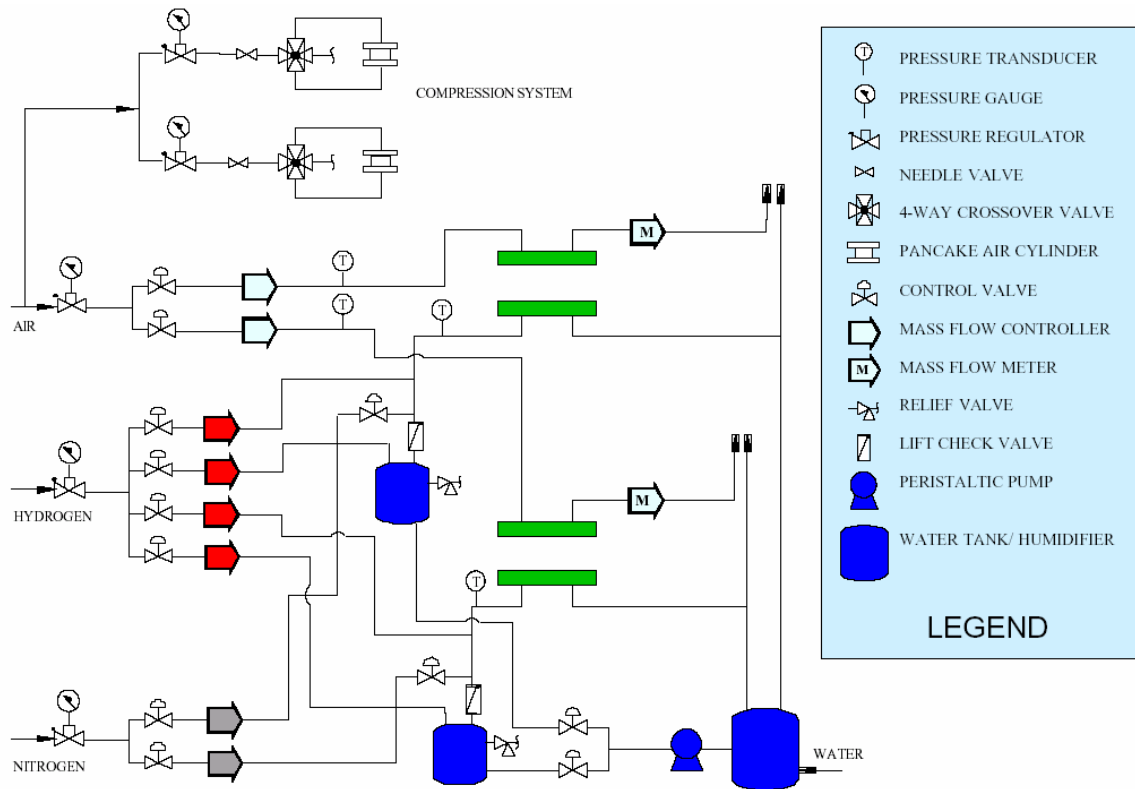 COMPRESSION SYSTEM
AIR
T
T
T
M
HYDROGEN
M
T
NITROGEN
WATER
T PRESSURE TRANSDUCER
PRESSURE GAUGE
PRESSURE REGULATOR
NEEDLE VALVE
4-WAY CROSSOVER VALVE
PANCAKE AIR CYLINDER
CONTROL VALVE
MASS FLOW CONTROLLER
M MASS FLOW METER
RELIEF VALVE
LIFT CHECK VALVE
PERISTALTIC PUMP
WATER TANK/ HUMIDIFIER
LEGEND